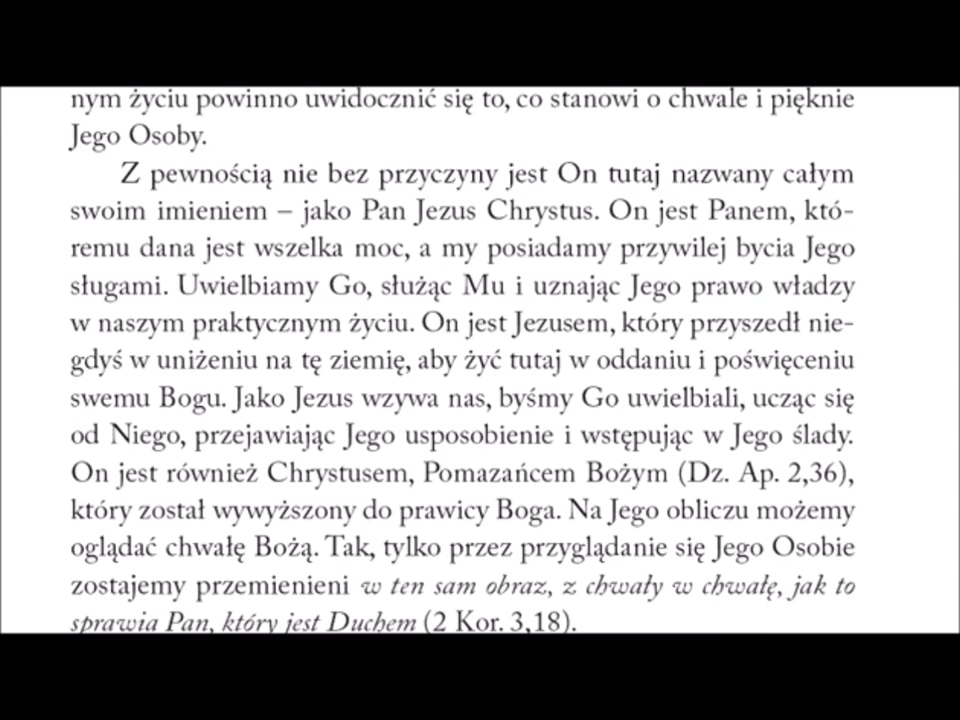 nym życiu powinno uwidocznić się to, co stanowi o chwale i pięknie
Jego Osoby.
Z pewnością nie bez przyczyny jest On tutaj nazwany całym
swoim imieniem – jako Pan Jezus Chrystus. On jest Panem, któ-
remu dana jest wszelka moc, a my posiadamy przywilej bycia Jego
sługami. Uwielbiamy Go, służąc Mu i uznając Jego prawo władzy
w naszym praktycznym życiu. On jest Jezusem, który przyszedł nie-
gdyś w uniżeniu na tę ziemię, aby żyć tutaj w oddaniu i poświęceniu
swemu Bogu. Jako Jezus wzywa nas, byśmy Go uwielbiali, ucząc się
od Niego, przejawiając Jego usposobienie i wstępując w Jego ślady.
On jest również Chrystusem, Pomazańcem Bożym (Dz. Ap. 2,36),
który został wywyższony do prawicy Boga. Na Jego obliczu możemy
oglądać chwałę Bożą. Tak, tylko przez przyglądanie się Jego Osobie
zostajemy przemienieni w ten sam obraz, z chwały w chwałę, jak to
sprawia Pan, który jest Duchem (2 Kor. 3,18).